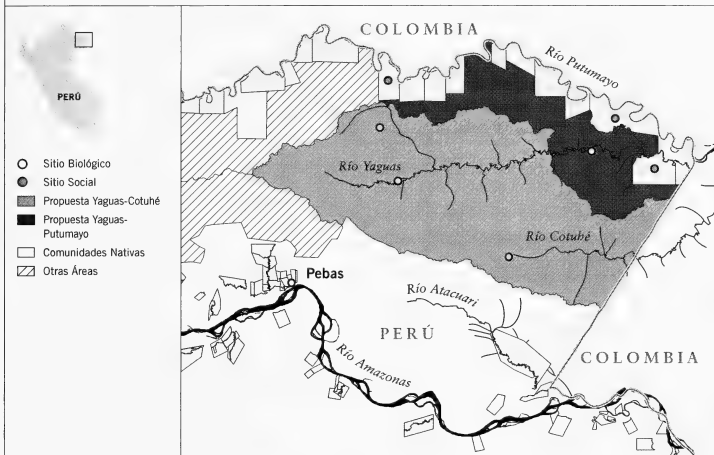 PERÚ
Sitio Biológico
Sitio Social
Propuesta Yaguas-Cotuhé
Propuesta Yaguas-
Putumayo
Comunidades Nativas
Otras Áreas
COLOMBIA
Río Putumayo
Río Yaguas
Río Cotuhé
Pebas
Río Atacuari
PERÚ
COLOMBIA
Río Amazonas